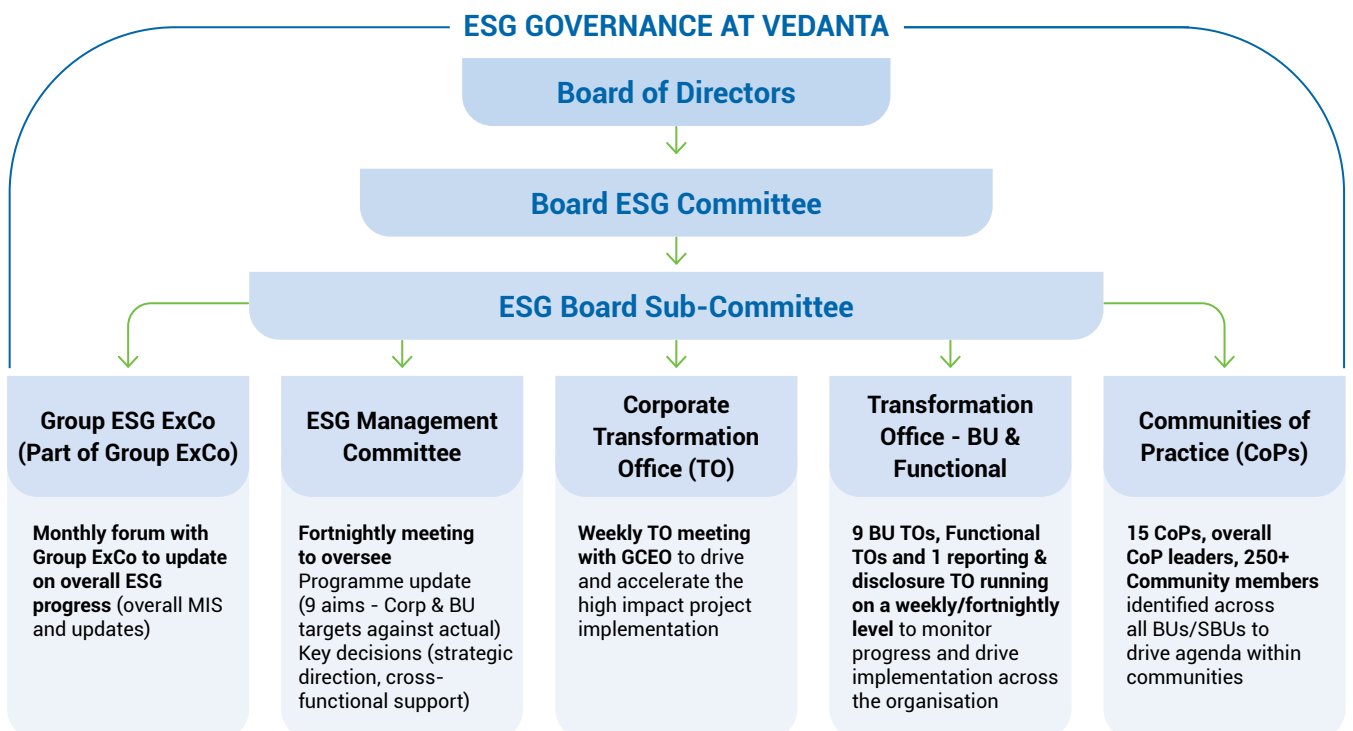 ESG GOVERNANCE AT VEDANTA
Board of Directors
Board ESG Committee
ESG Board Sub-Committee
Group ESG ExCo
(Part of Group ExCo)
Monthly forum with
Group ExCo to update
on overall ESG
progress (overall MIS
and updates)
ESG Management
Committee
Fortnightly meeting
to oversee
Programme update
(9 aims - Corp & BU
targets against actual)
Key decisions (strategic
direction, cross-
functional support)
Corporate
Transformation
Office (TO)
Weekly TO meeting
with GCEO to drive
and accelerate the
high impact project
implementation
Transformation
Office - BU &
Functional
9 BU TOs, Functional
TOs and 1 reporting &
disclosure TO running
on a weekly/fortnightly
level to monitor
progress and drive
implementation across
the organisation
Communities of
Practice (CoPs)
15 CoPs, overall
CoP leaders, 250+
Community members
identified across
all BUs/SBUs to
drive agenda within
communities